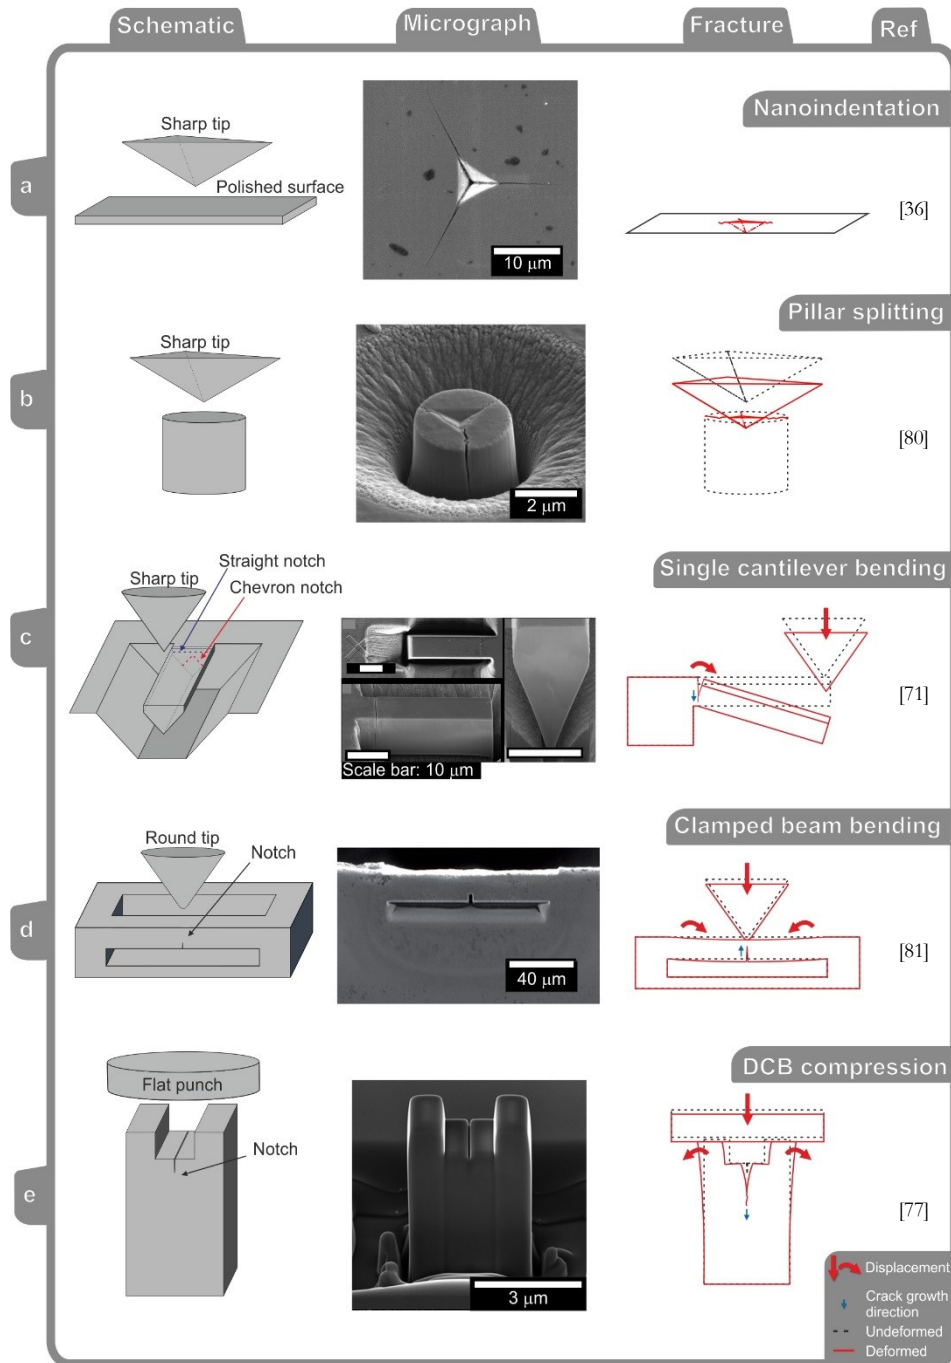 Schematic Micrograph Fracture Ref
Nanoindentation
a
Sharp tip
Polished surface
10 μm
[36]
Pillar splitting
b
Sharp tip
2 μm
[80]
Single cantilever bending
c
Straight notch
Sharp tip
Chevron notch
Scale bar: 10 μm
[71]
Clamped beam bending
d
Round tip
Notch
40 μm
[81]
DCB compression
e
Flat punch
Notch
3 μm
[77]
Displacement
Crack growth
direction
Undeformed
Deformed